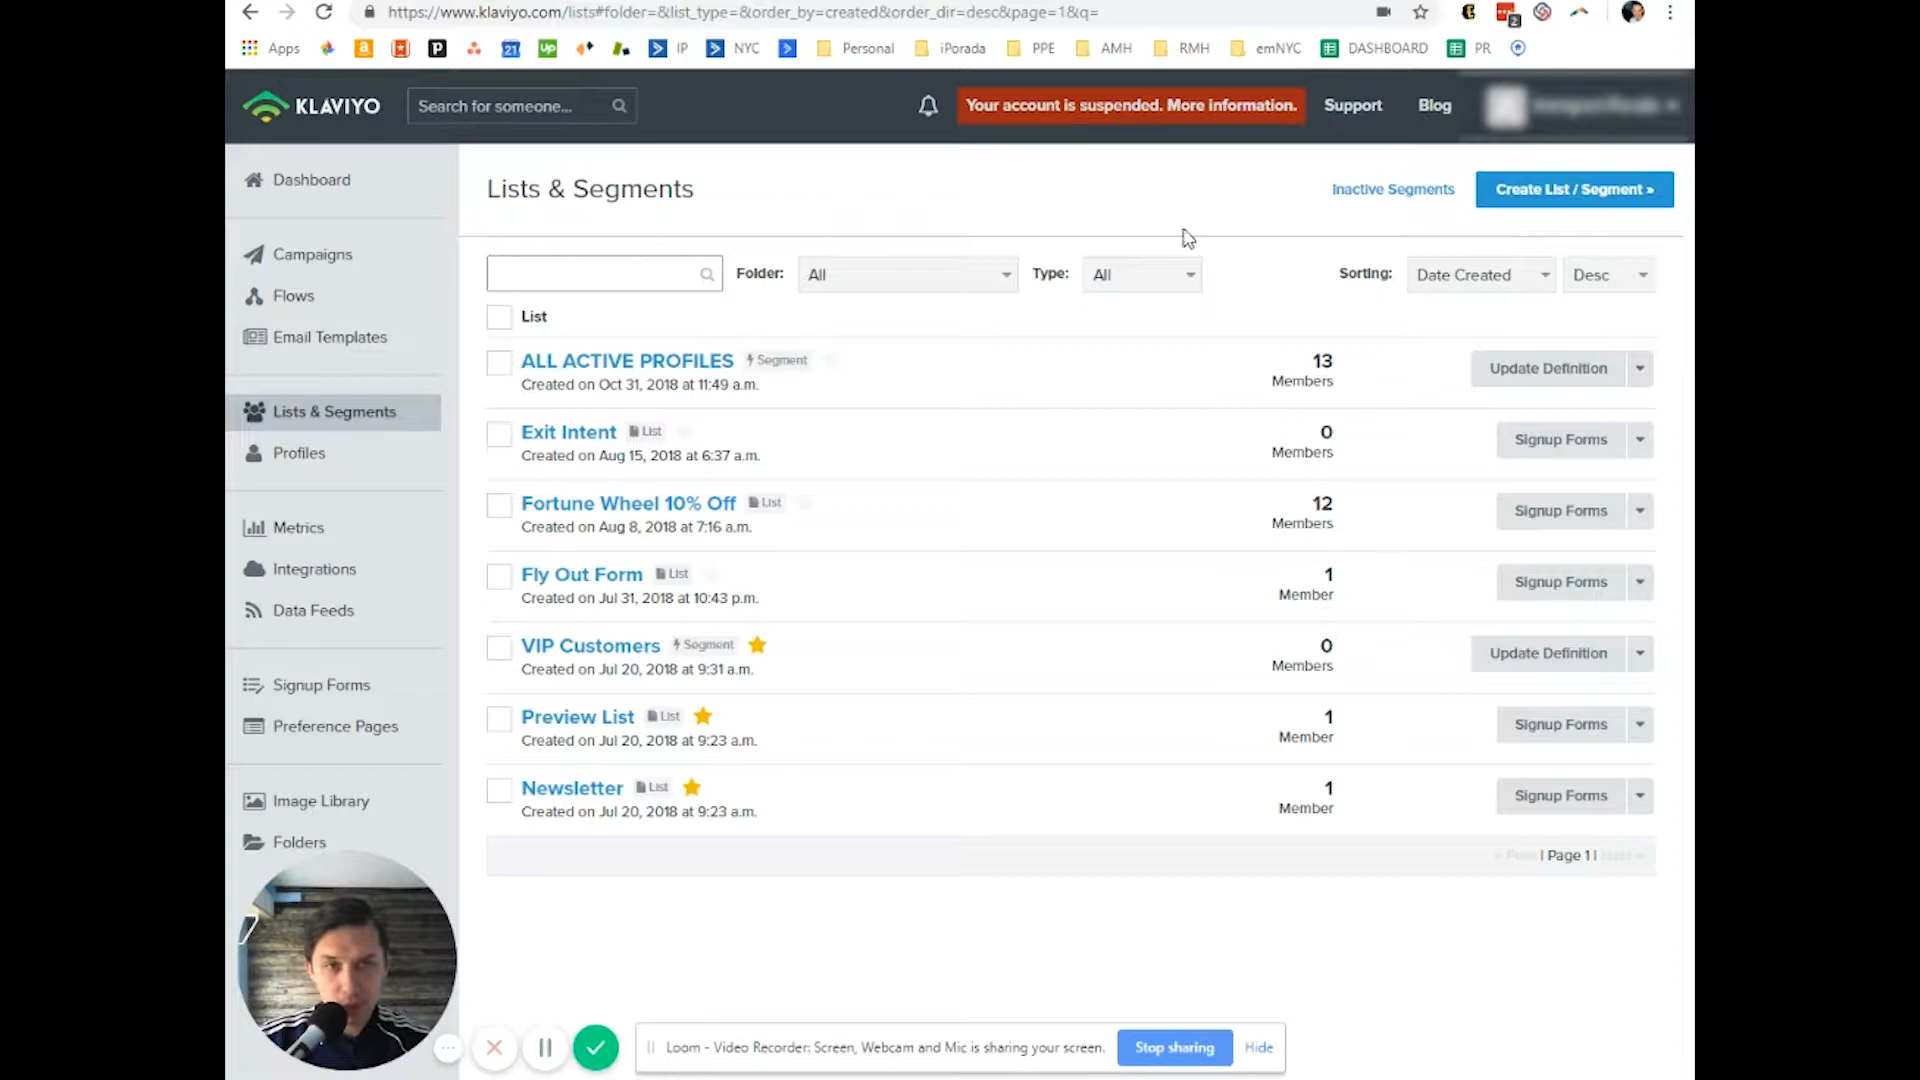 https://www.klaviyo.com/lists#folder=&list_type=&order_by=created&order_dir=desc&page=1&q=
2
Apps 21 up IP NYC Personal iPorada PPE AMH RMH emNYC DASHBOARD PR
KLAVIYO
Search for someone...
Your account is suspended. More information.
Support
Blog
Dashboard
Campaigns
Flows
Email Templates
Lists & Segments
Profiles
Metrics
Integrations
Data Feeds
Signup Forms
Preference Pages
Image Library
Folders
Lists & Segments
Inactive Segments
Create List / Segment »
Folder: All Type: All Sorting: Date Created Desc
List
ALL ACTIVE PROFILES Segment
Created on Oct 31, 2018 at 11:49 a.m.
13
Members
Update Definition
Exit Intent List
Created on Aug 15, 2018 at 6:37 a.m.
0
Members
Signup Forms
Fortune Wheel 10% Off List
Created on Aug 8, 2018 at 7:16 a.m.
12
Members
Signup Forms
Fly Out Form List
Created on Jul 31, 2018 at 10:43 p.m.
1
Member
Signup Forms
VIP Customers Segment
Created on Jul 20, 2018 at 9:31 a.m.
0
Members
Update Definition
Preview List List
Created on Jul 20, 2018 at 9:23 a.m.
1
Member
Signup Forms
Newsletter List
Created on Jul 20, 2018 at 9:23 a.m.
1
Member
Signup Forms
| Page 1 |
Loom - Video Recorder: Screen, Webcam and Mic is sharing your screen.
Stop sharing
Hide